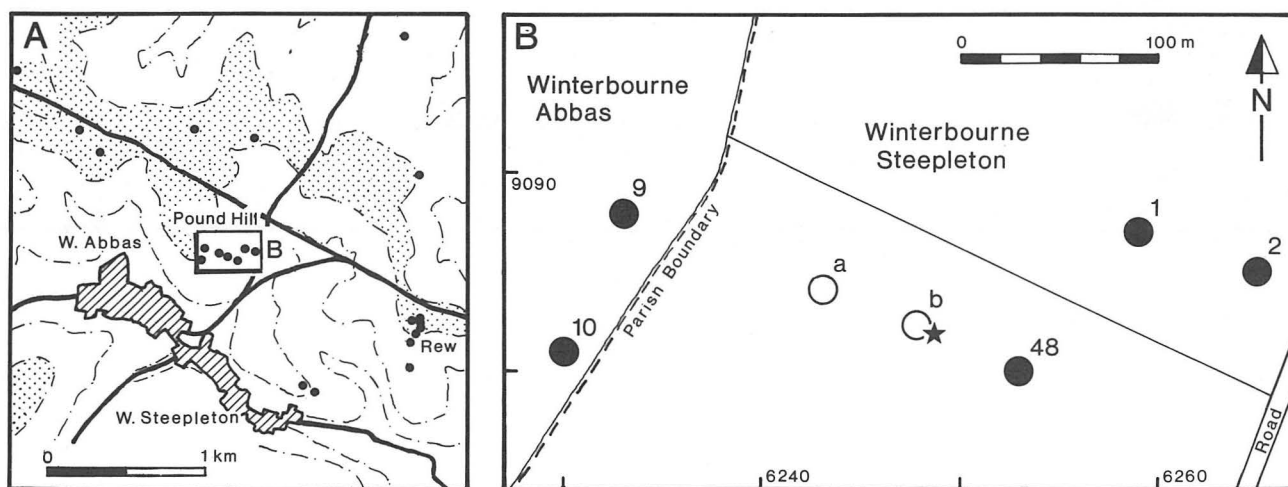 A
Pound Hill
B
W. Abbas
Rew
W. Steepleton
0
1 km
B
0
100 m
N
Winterbourne
Abbas
Winterbourne
Steepleton
9090
9
1
2
a
b
10
48
Parish Boundary
Road
6240
6260